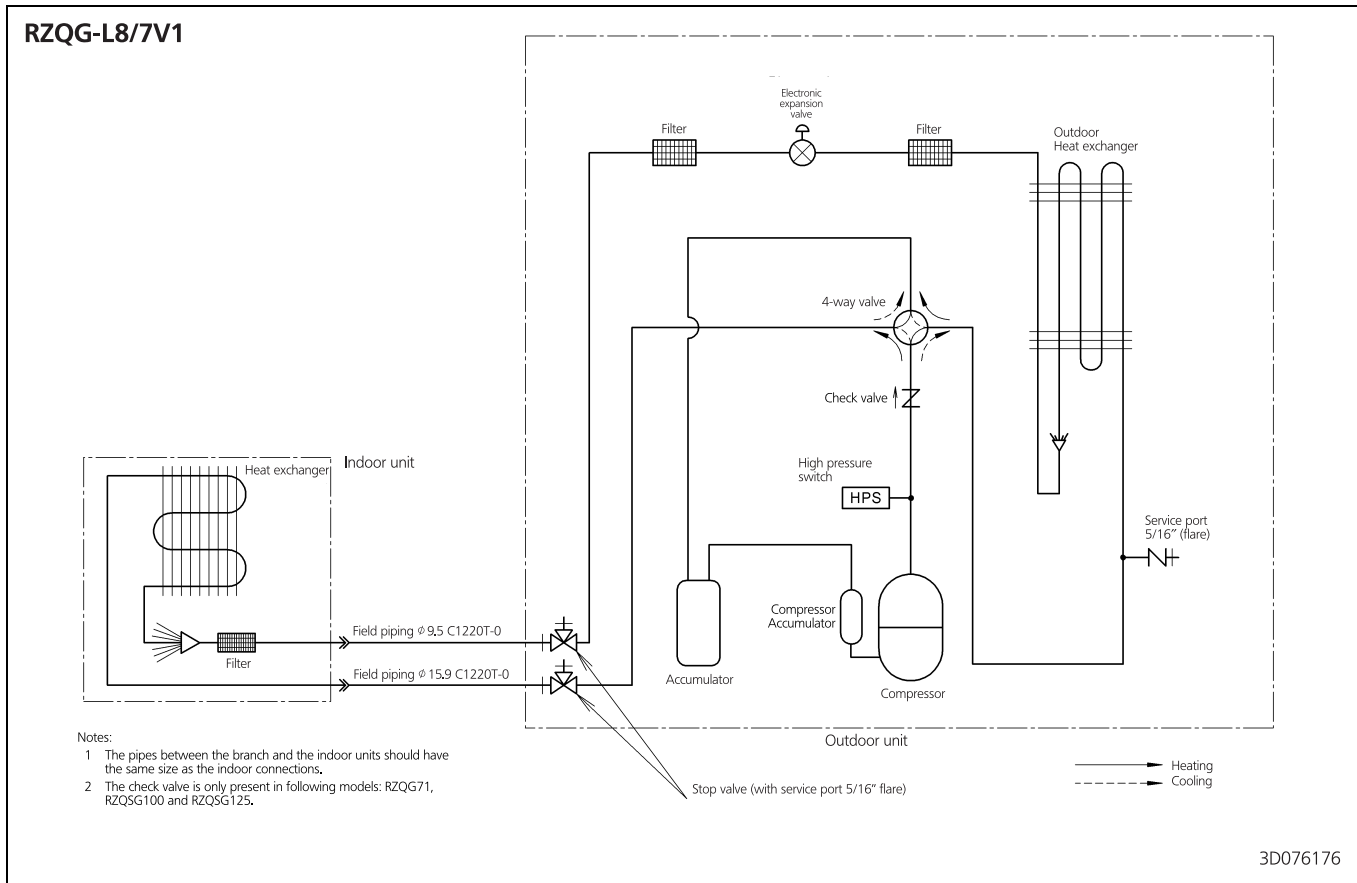 RZQG-L8/7V1
Electronic
expansion
valve
Filter
Filter
Outdoor
Heat exchanger
4-way valve
Check valve
High pressure
switch
HPS
Service port
5/16" (flare)
Compressor
Accumulator
Accumulator
Compressor
Heat exchanger
Indoor unit
Filter
Field piping φ 9.5 C1220T-0
Field piping φ 15.9 C1220T-0
Outdoor unit
Stop valve (with service port 5/16" flare)
Heating
Cooling
Notes:
1 The pipes between the branch and the indoor units should have
the same size as the indoor connections.
2 The check valve is only present in following models: RZQG71,
RZQSG100 and RZQSG125.
3D076176